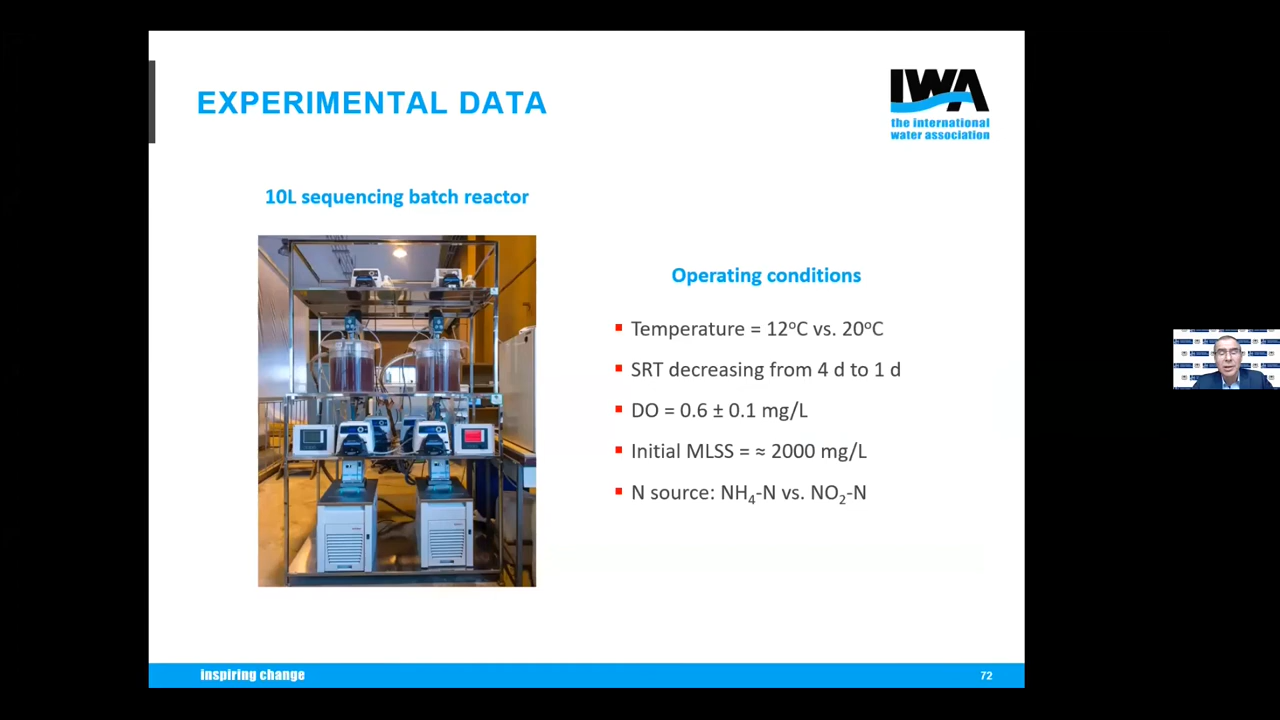 EXPERIMENTAL DATA
IWA
the international
water association
10L sequencing batch reactor
Operating conditions
▪ Temperature = 12°C vs. 20°C
▪ SRT decreasing from 4 d to 1 d
▪ DO = 0.6 ± 0.1 mg/L
▪ Initial MLSS = ≈ 2000 mg/L
▪ N source: NH₄-N vs. NO₂-N
inspiring change
72